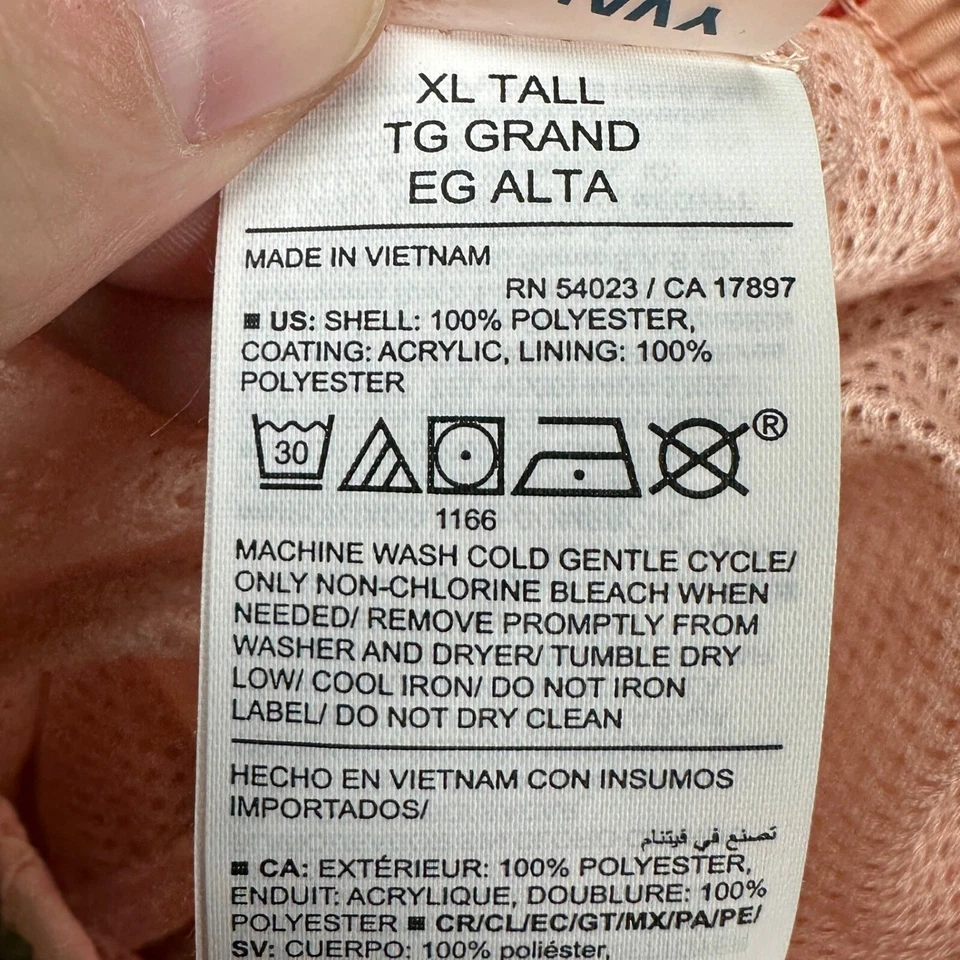 XL TALL
TG GRAND
EG ALTA
MADE IN VIETNAM
RN 54023 / CA 17897
US: SHELL: 100% POLYESTER,
COATING: ACRYLIC, LINING: 100%
POLYESTER
30
®
1166
MACHINE WASH COLD GENTLE CYCLE/
ONLY NON-CHLORINE BLEACH WHEN
NEEDED/ REMOVE PROMPTLY FROM
WASHER AND DRYER/ TUMBLE DRY
LOW/ COOL IRON/ DO NOT IRON
LABEL/ DO NOT DRY CLEAN
HECHO EN VIETNAM CON INSUMOS
IMPORTADOS/
تصنع في فيتنام
CA: EXTÉRIEUR: 100% POLYESTER,
ENDUIT: ACRYLIQUE, DOUBLURE: 100%
POLYESTER ▪ CR/CL/EC/GT/MX/PA/PE/
SV: CUERPO: 100% poliéster,